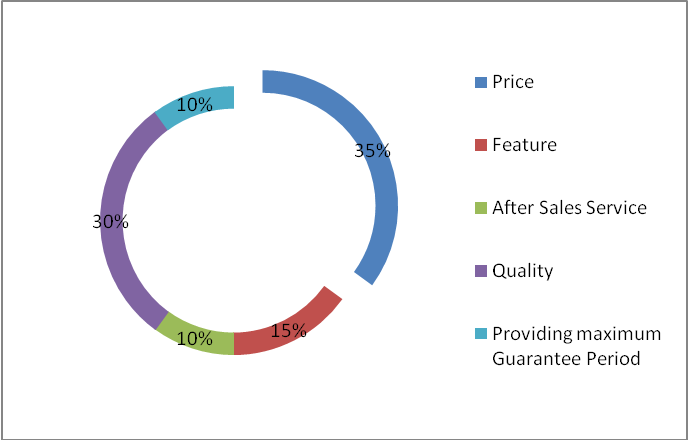 10%
35%
30%
10%
15%
Price
Feature
After Sales Service
Quality
Providing maximum
Guarantee Period